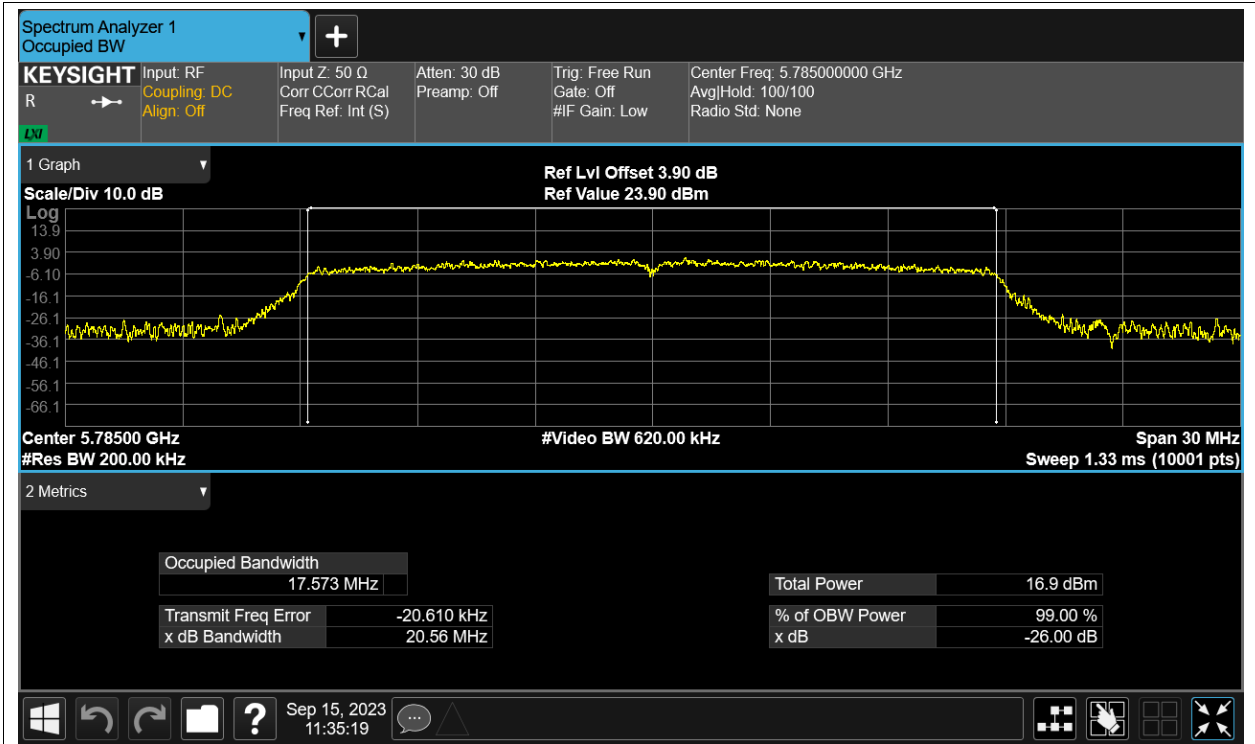 Spectrum Analyzer 1
Occupied BW
KEYSIGHT
R
LXI
Input: RF
Coupling: DC
Align: Off
Input Z: 50 Ω
Corr CCorr RCal
Freq Ref: Int (S)
Atten: 30 dB
Preamp: Off
Trig: Free Run
Gate: Off
#IF Gain: Low
Center Freq: 5.785000000 GHz
Avg|Hold: 100/100
Radio Std: None
1 Graph
Scale/Div 10.0 dB
Ref Lvl Offset 3.90 dB
Ref Value 23.90 dBm
Log
13.9
3.90
-6.10
-16.1
-26.1
-36.1
-46.1
-56.1
-66.1
Center 5.78500 GHz
#Res BW 200.00 kHz
#Video BW 620.00 kHz
Span 30 MHz
Sweep 1.33 ms (10001 pts)
2 Metrics
Occupied Bandwidth
17.573 MHz
Transmit Freq Error -20.610 kHz
x dB Bandwidth 20.56 MHz
Total Power 16.9 dBm
% of OBW Power 99.00 %
x dB -26.00 dB
?
Sep 15, 2023
11:35:19